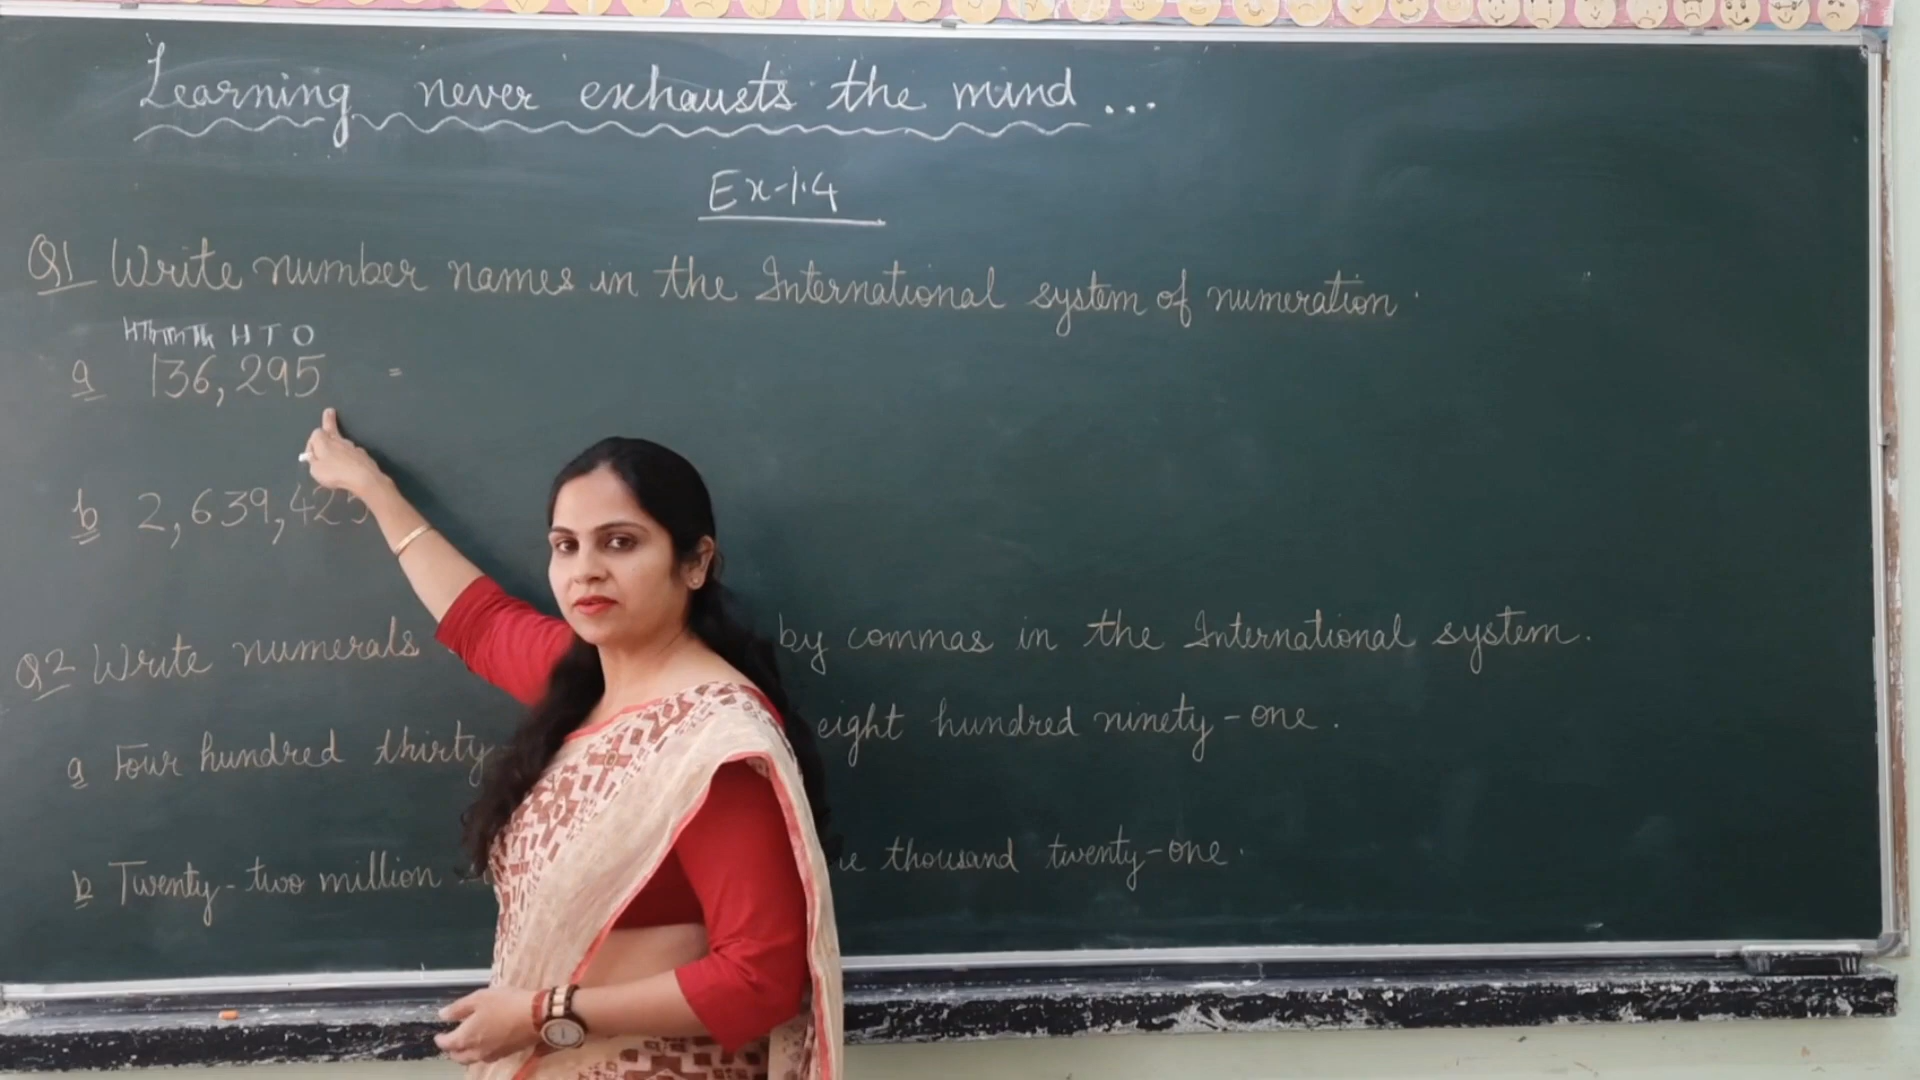 Learning never exhausts the mind ...
Ex-1.4
Q1 Write number names in the International system of numeration.
HTh TTh Th H T O
a 136,295 =
b 2,639,425
Q2 Write numerals by commas in the International system.
a Four hundred thirty eight hundred ninety-one.
b Twenty-two million thousand twenty-one.